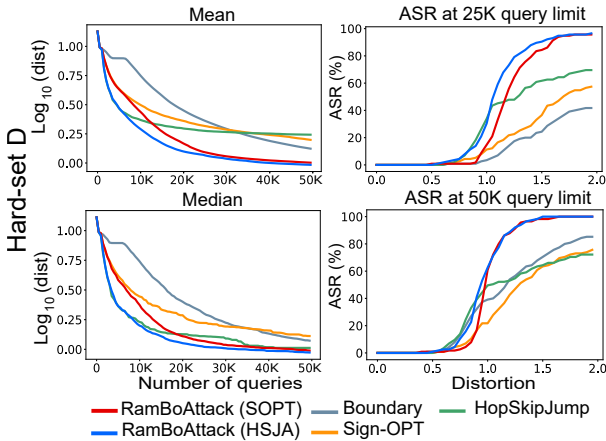 Mean
ASR at 25K query limit
Hard-set D
Log10 (dist)
1.00
0.75
0.50
0.25
0.00
0 10K 20K 30K 40K 50K
ASR (%)
100
80
60
40
20
0
0.0 0.5 1.0 1.5 2.0
Median
ASR at 50K query limit
Log10 (dist)
1.00
0.75
0.50
0.25
0.00
0 10K 20K 30K 40K 50K
Number of queries
ASR (%)
100
80
60
40
20
0
0.0 0.5 1.0 1.5 2.0
Distortion
RamBoAttack (SOPT) Boundary HopSkipJump
RamBoAttack (HSJA) Sign-OPT